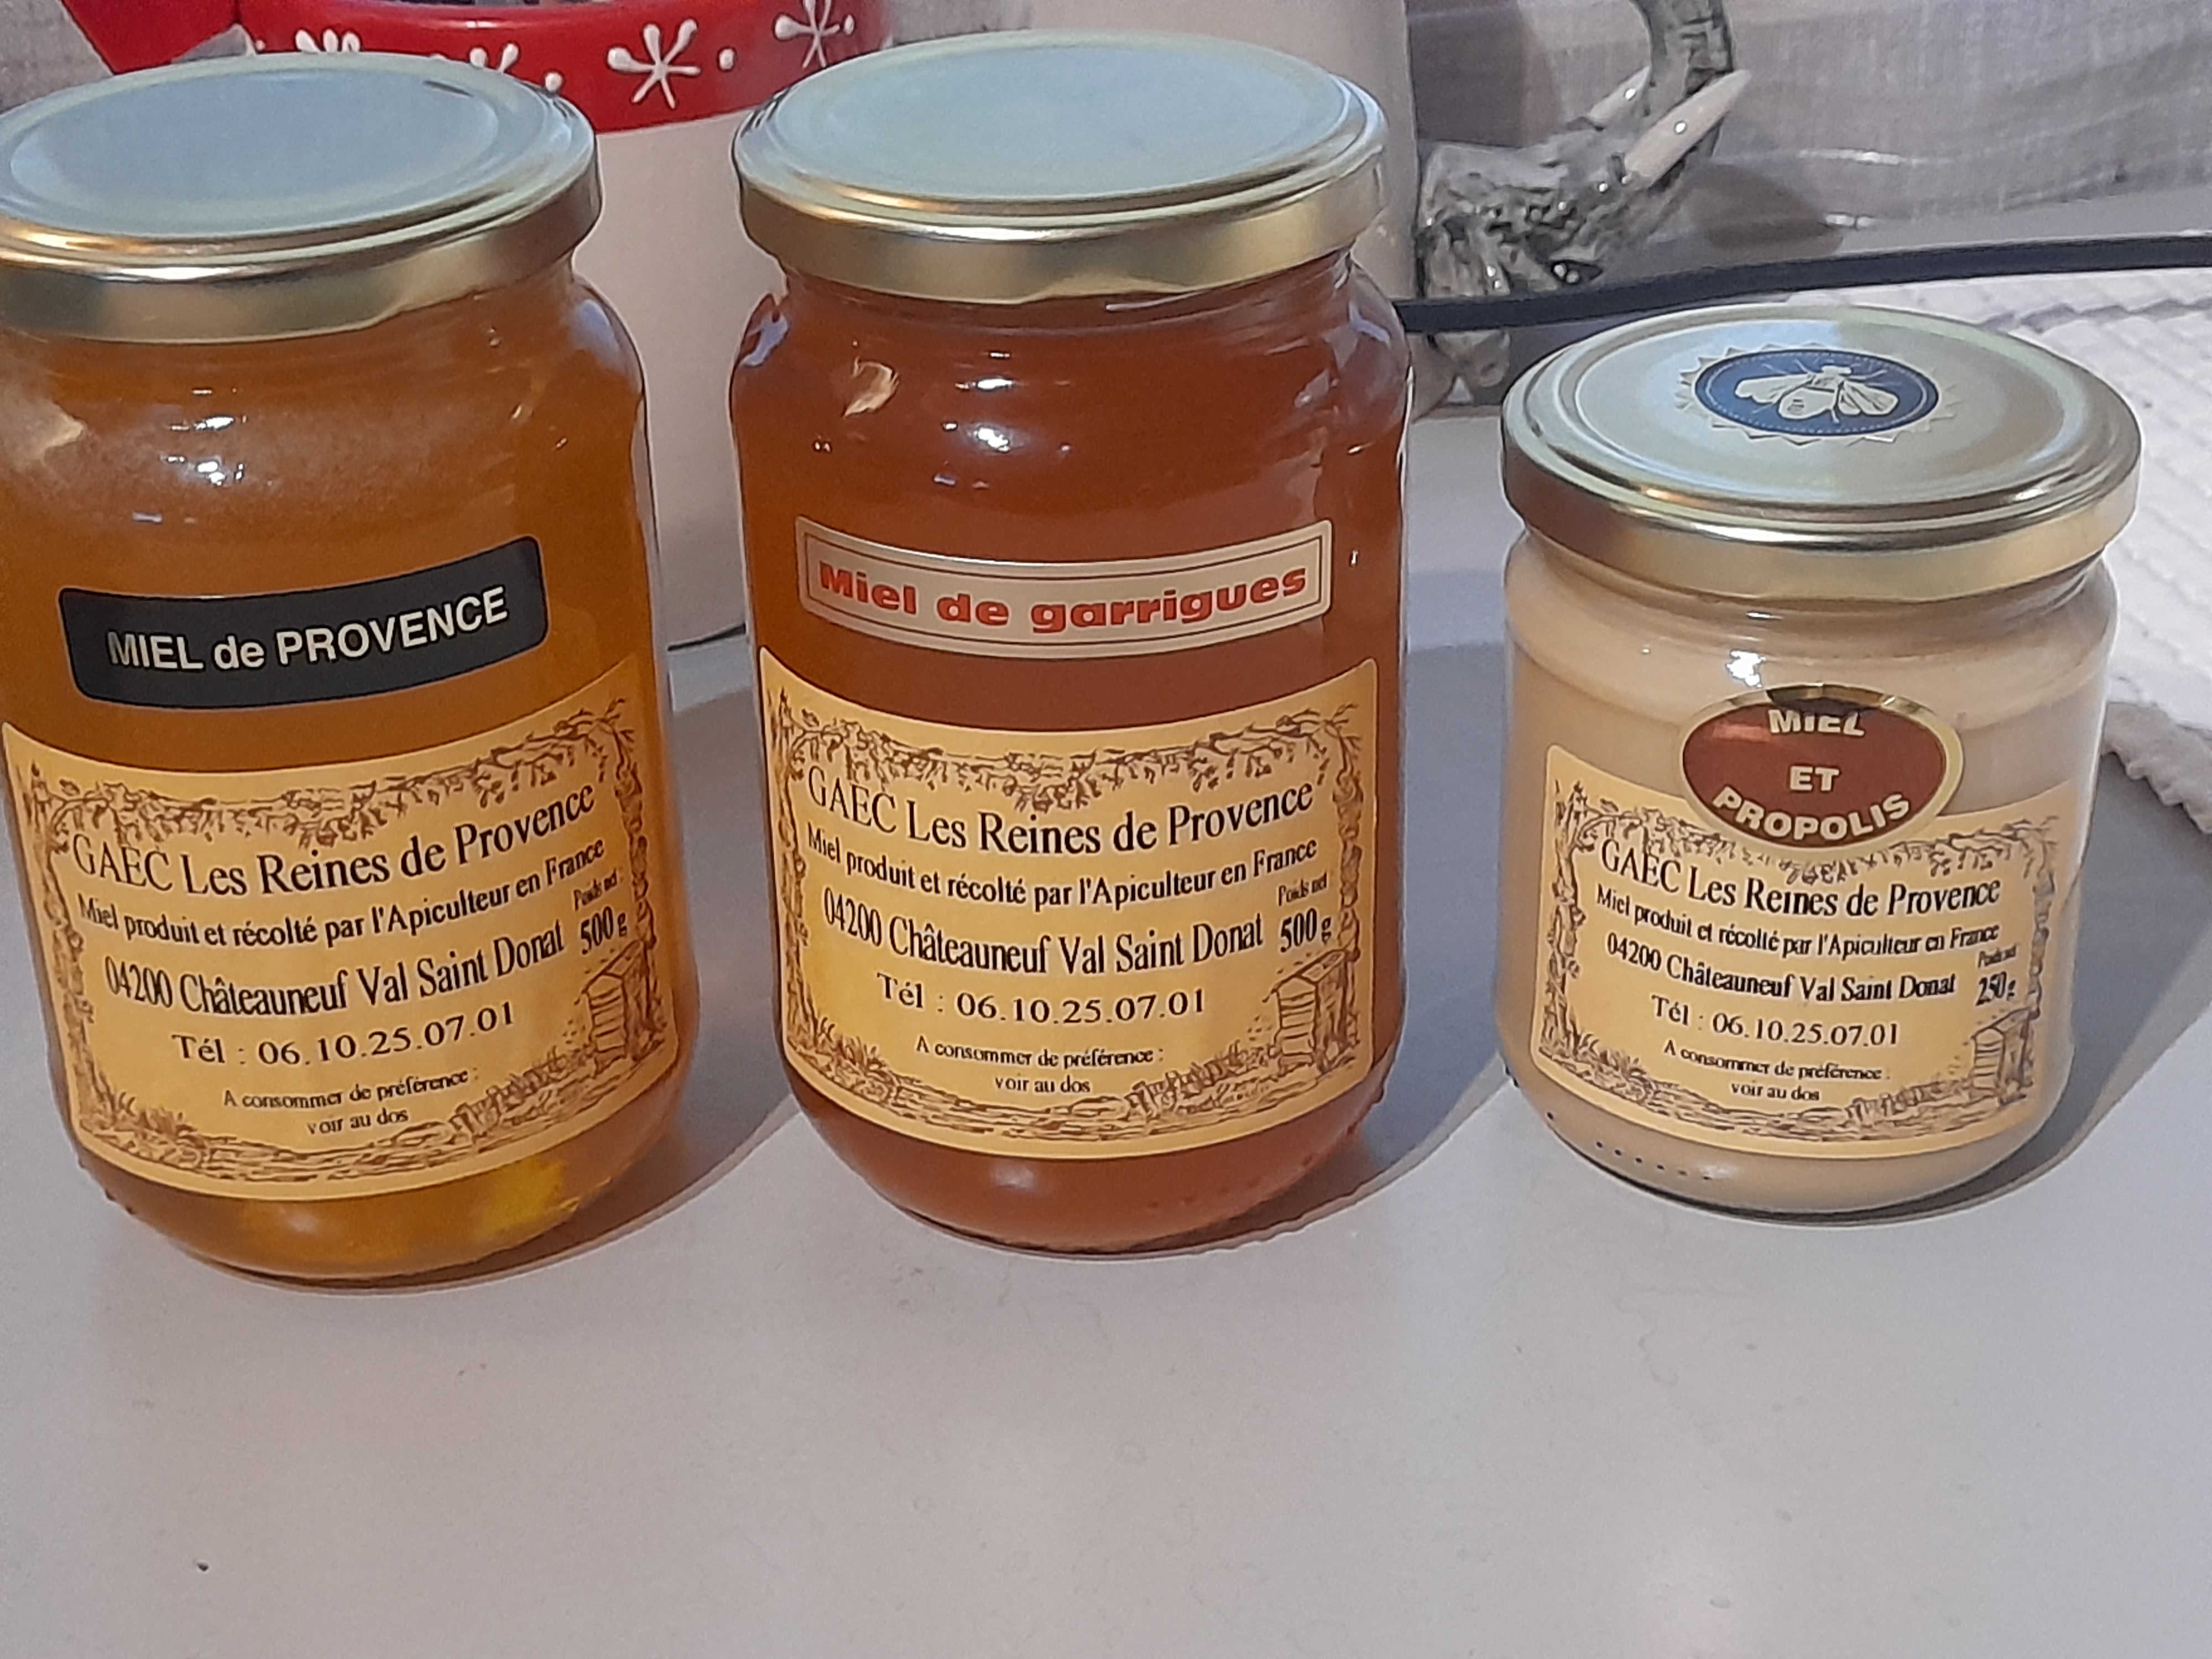 MIEL de PROVENCE
GAEC Les Reines de Provence
Miel produit et récolté par l'Apiculteur en France
Poids net :
04200 Châteauneuf Val Saint Donat 500 g
Tél : 06.10.25.07.01
A consommer de préférence :
voir au dos
Miel de garrigues
GAEC Les Reines de Provence
Miel produit et récolté par l'Apiculteur en France
Poids net
04200 Châteauneuf Val Saint Donat 500 g
Tél : 06.10.25.07.01
A consommer de préférence :
voir au dos
MIEL
ET
PROPOLIS
GAEC Les Reines de Provence
Miel produit et récolté par l'Apiculteur en France
Poids net
04200 Châteauneuf Val Saint Donat 250 g
Tél : 06.10.25.07.01
A consommer de préférence :
voir au dos